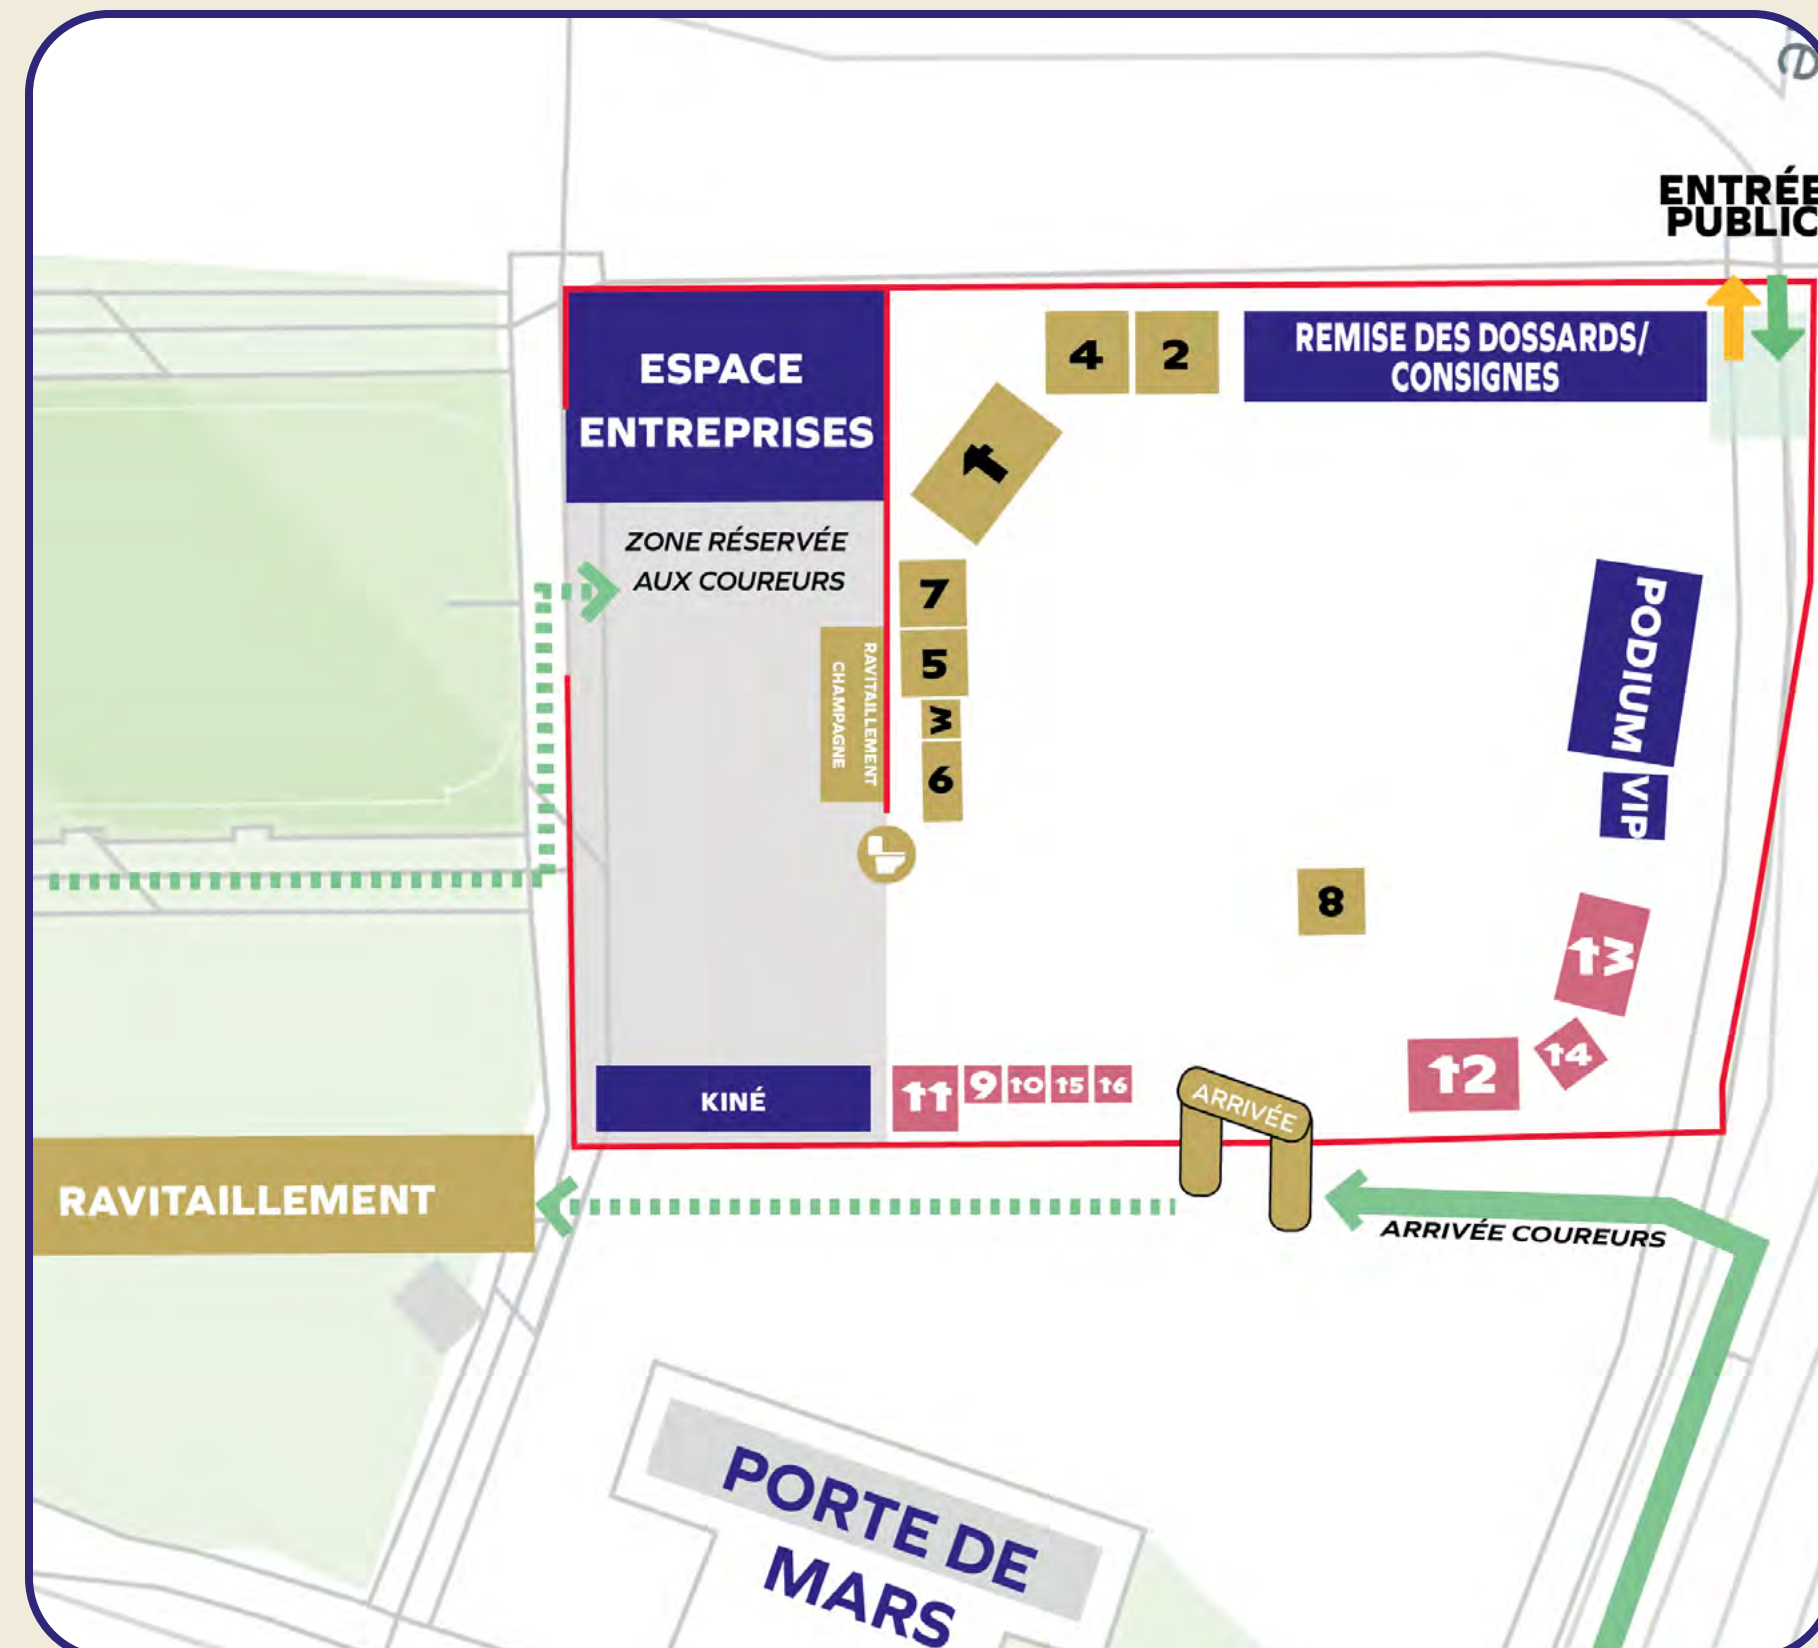 e
ENTRÉE
PUBLIC
ESPACE
ENTREPRISES
4
2
REMISE DES DOSSARDS/
CONSIGNES
1
ZONE RÉSERVÉE
AUX COUREURS
7
5
3
6
RAVITAILLEMENT
CHAMPAGNE
PODIUM
VIP
8
13
14
12
KINÉ
11
9
10
15
16
ARRIVÉE
RAVITAILLEMENT
ARRIVÉE COUREURS
PORTE DE
MARS